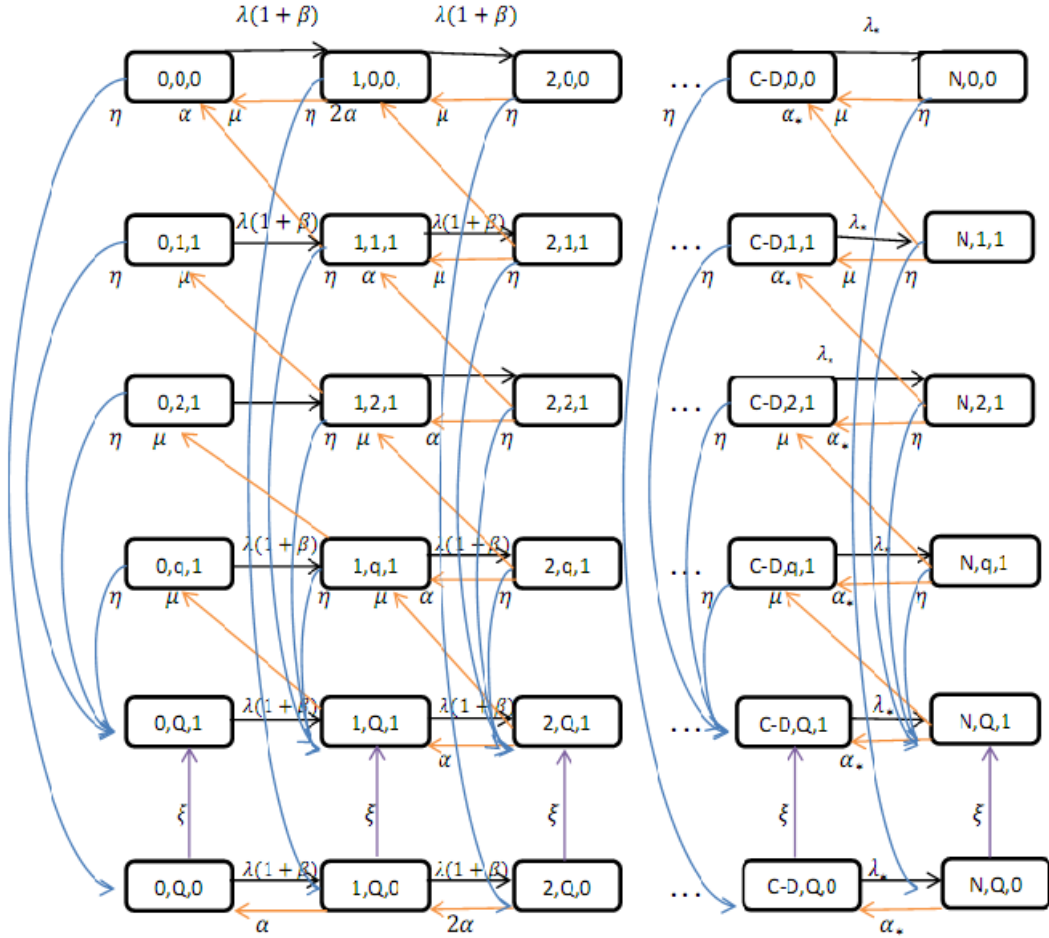 λ(1 + β) λ(1 + β) λ*
0,0,0 1,0,0, 2,0,0 ... C-D,0,0 N,0,0
η α μ η 2α μ η η α* μ η
λ(1 + β) λ(1 + β) λ*
0,1,1 1,1,1 2,1,1 ... C-D,1,1 N,1,1
η μ η α μ η η α* μ η
λ*
0,2,1 1,2,1 2,2,1 ... C-D,2,1 N,2,1
η μ η μ α η η μ α* η
λ(1 + β) λ(1 + β) λ*
0,q,1 1,q,1 2,q,1 ... C-D,q,1 N,q,1
η μ η μ α η η μ α* η
λ(1 + β) λ(1 + β) λ*
0,Q,1 1,Q,1 2,Q,1 ... C-D,Q,1 N,Q,1
α α*
ξ ξ ξ ξ ξ
λ(1 + β) λ(1 + β) λ*
0,Q,0 1,Q,0 2,Q,0 ... C-D,Q,0 N,Q,0
α 2α α*